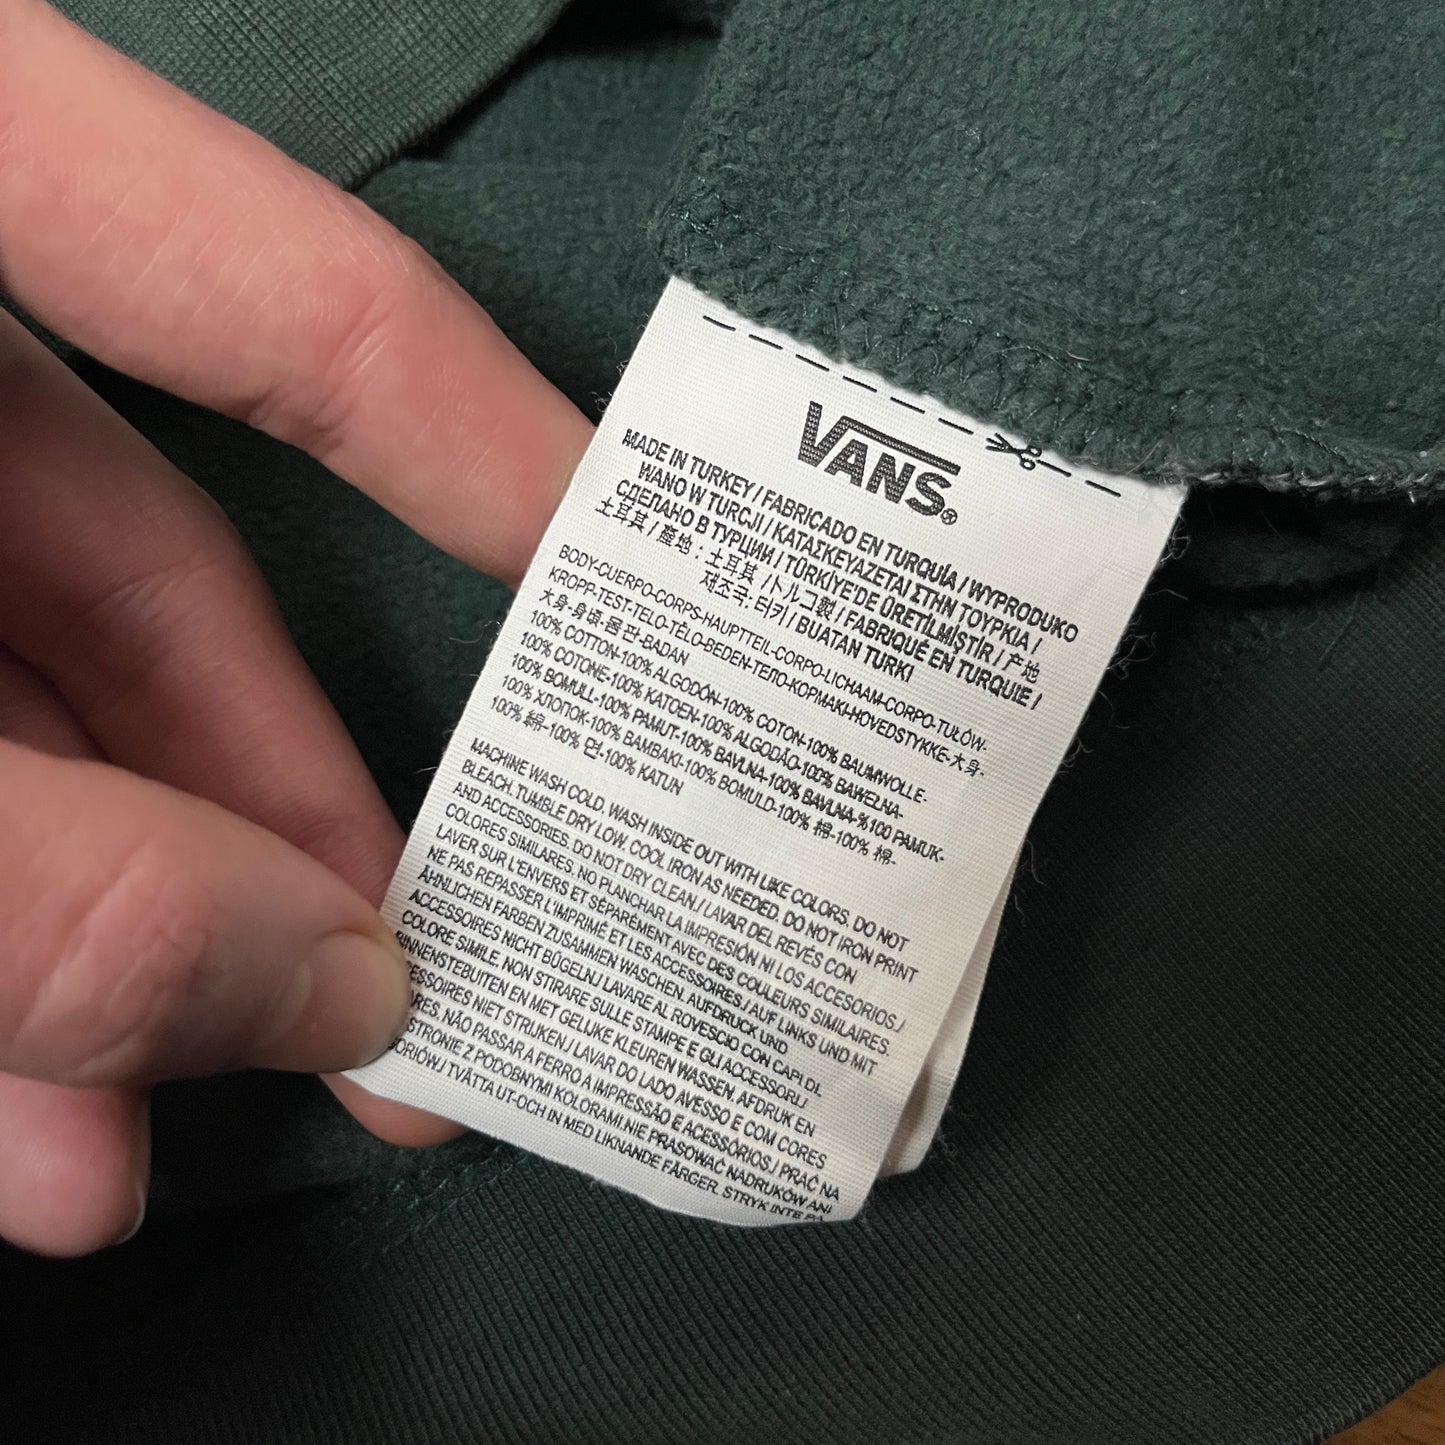 VANS®
MADE IN TURKEY / FABRICADO EN TURQUÍA / WYPRODUKO
WANO W TURCJI / ΚΑΤΑΣΚΕΥΑΖΕΤΑΙ ΣΤΗΝ ΤΟΥΡΚΙΑ /
СДЕЛАНО В ТУРЦИИ / TÜRKİYE'DE ÜRETİLMİŞTİR / 产地
土耳其 / 產地 : 土耳其 / トルコ製 / FABRIQUÉ EN TURQUIE /
제조국: 터키 / BUATAN TURKI
BODY-CUERPO-CORPS-HAUPTTEIL-CORPO-LICHAAM-CORPO-TUŁÓW-
KROPP-TEST-TELO-TĚLO-BEDEN-ТЕЛО-ΚΟΡΜΑΚΙ-HOVEDSTYKKE-大身-
大身-身頃-몸판-BADAN
100% COTTON-100% ALGODÓN-100% COTON-100% BAUMWOLLE-
100% COTONE-100% KATOEN-100% ALGODÃO-100% BAWEŁNA-
100% BOMULL-100% PAMUT-100% BAVLNA-100% BAVLNA-%100 PAMUK-
100% ХЛОПОК-100% ΒΑΜΒΑΚΙ-100% BOMULD-100% 棉-100% 棉-
100% 綿-100% 면-100% KATUN
MACHINE WASH COLD. WASH INSIDE OUT WITH LIKE COLORS. DO NOT
BLEACH. TUMBLE DRY LOW. COOL IRON AS NEEDED. DO NOT IRON PRINT
AND ACCESSORIES. DO NOT DRY CLEAN./ LAVAR DEL REVÉS CON
COLORES SIMILARES. NO PLANCHAR LA IMPRESIÓN NI LOS ACCESORIOS./
LAVER SUR L'ENVERS ET SÉPARÉMENT AVEC DES COULEURS SIMILAIRES.
NE PAS REPASSER L'IMPRIMÉ ET LES ACCESSOIRES./ AUF LINKS UND MIT
ÄHNLICHEN FARBEN ZUSAMMEN WASCHEN. AUFDRUCK UND
ACCESSOIRES NICHT BÜGELN./ LAVARE AL ROVESCIO CON CAPI DI
COLORE SIMILE. NON STIRARE SULLE STAMPE E GLI ACCESSORI./
BINNENSTEBUITEN EN MET GELIJKE KLEUREN WASSEN. AFDRUK EN
ESSOIRES NIET STRIJKEN./ LAVAR DO LADO AVESSO E COM CORES
ARES. NÃO PASSAR A FERRO A IMPRESSÃO E ACESSÓRIOS./ PRAĆ NA
STRONIE Z PODOBNYMI KOLORAMI.NIE PRASOWAĆ NADRUKÓW ANI
ORIÓW./ TVÄTTA UT-OCH IN MED LIKNANDE FÄRGER. STRYK INTE PÅ